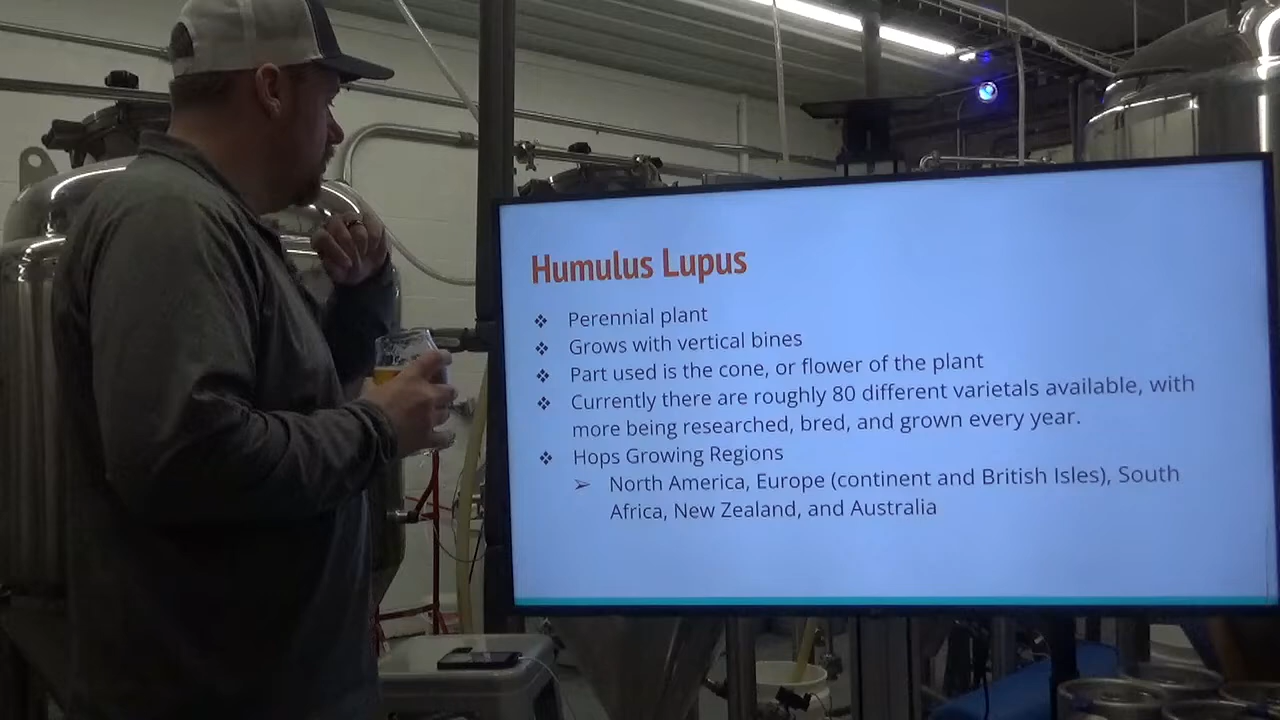 Humulus Lupus
❖ Perennial plant
❖ Grows with vertical bines
❖ Part used is the cone, or flower of the plant
❖ Currently there are roughly 80 different varietals available, with
more being researched, bred, and grown every year.
❖ Hops Growing Regions
➢ North America, Europe (continent and British Isles), South
Africa, New Zealand, and Australia